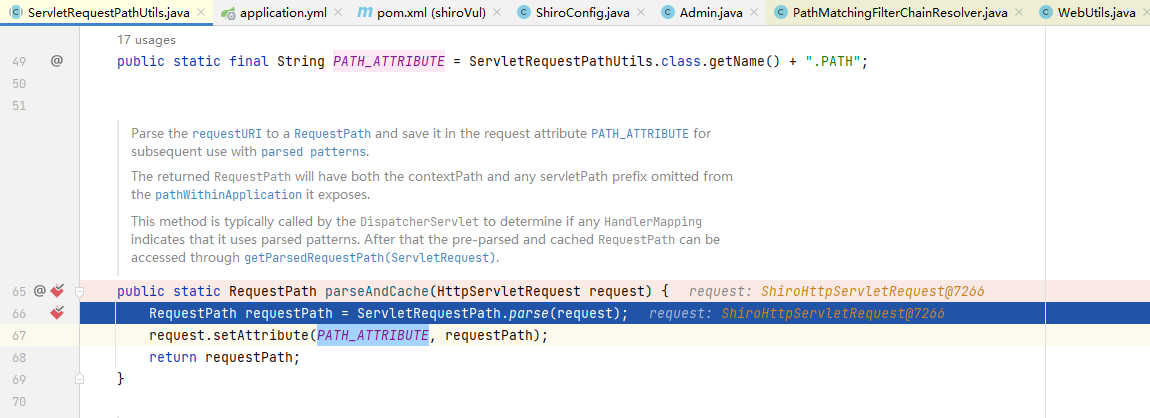 ServletRequestPathUtils.java × application.yml × pom.xml (shiroVul) × ShiroConfig.java × Admin.java × PathMatchingFilterChainResolver.java × WebUtils.java
17 usages
49 @ public static final String PATH_ATTRIBUTE = ServletRequestPathUtils.class.getName() + ".PATH";
50
51
Parse the requestURI to a RequestPath and save it in the request attribute PATH_ATTRIBUTE for
subsequent use with parsed patterns.
The returned RequestPath will have both the contextPath and any servletPath prefix omitted from
the pathWithinApplication it exposes.
This method is typically called by the DispatcherServlet to determine if any HandlerMapping
indicates that it uses parsed patterns. After that the pre-parsed and cached RequestPath can be
accessed through getParsedRequestPath(ServletRequest).
65 @ public static RequestPath parseAndCache(HttpServletRequest request) { request: ShiroHttpServletRequest@7266
66 RequestPath requestPath = ServletRequestPath.parse(request); request: ShiroHttpServletRequest@7266
67 request.setAttribute(PATH_ATTRIBUTE, requestPath);
68 return requestPath;
69 }
70